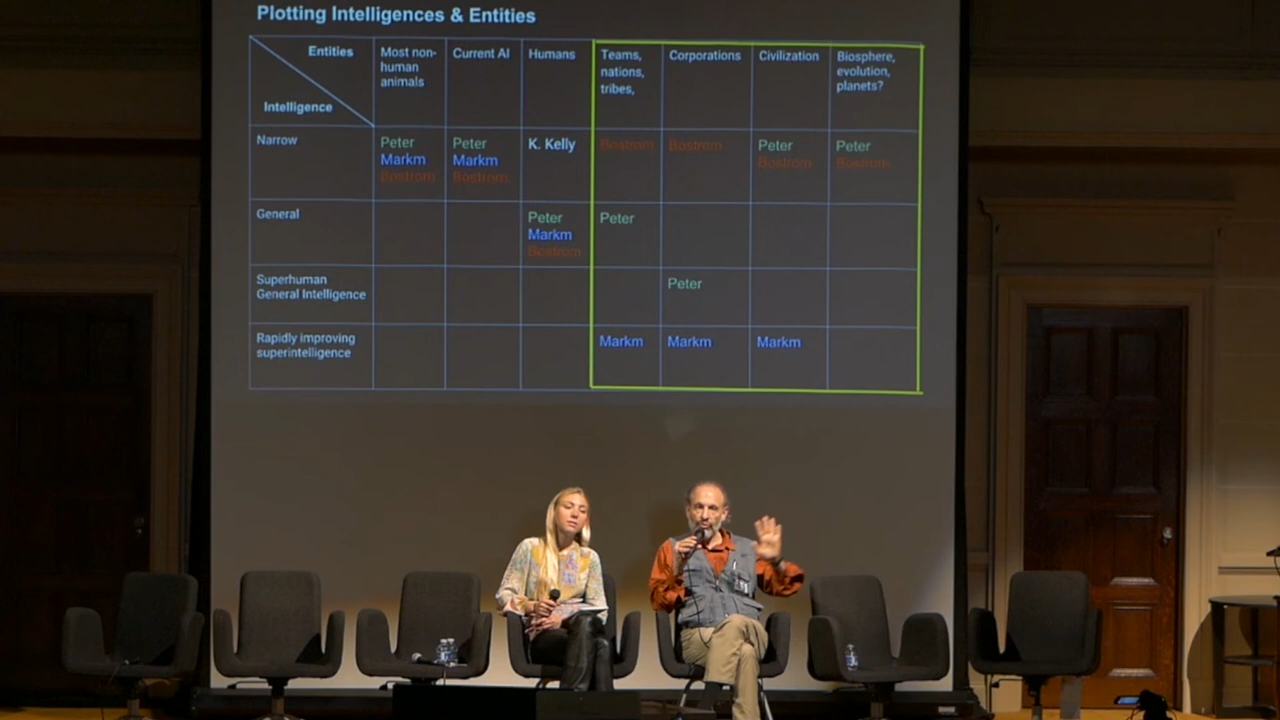 Plotting Intelligences & Entities
Entities
Intelligence
Most non-
human
animals
Current AI
Humans
Teams,
nations,
tribes,
Corporations
Civilization
Biosphere,
evolution,
planets?
Narrow
Peter
Markm
Bostrom
Peter
Markm
Bostrom
K. Kelly
Bostrom
Bostrom
Peter
Bostrom
Peter
Bostrom
General
Peter
Markm
Bostrom
Peter
Superhuman
General Intelligence
Peter
Rapidly improving
superintelligence
Markm
Markm
Markm